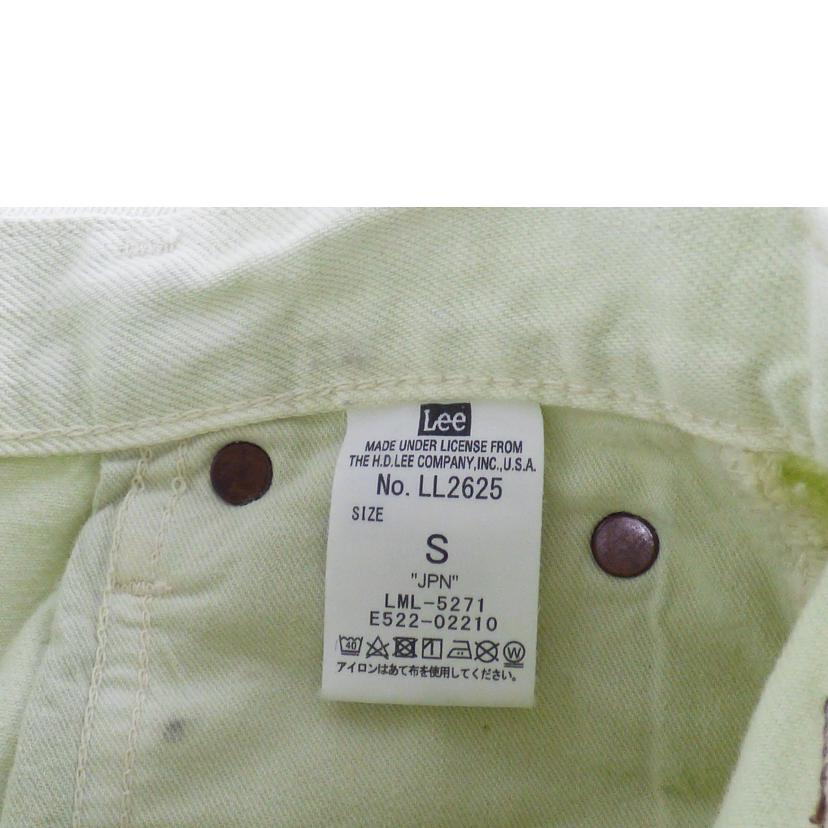 Lee
MADE UNDER LICENSE FROM
THE H.D.LEE COMPANY,INC.,U.S.A.
No. LL2625
SIZE
S
"JPN"
LML-5271
E522-02210
40 W
アイロンはあて布を使用してください。